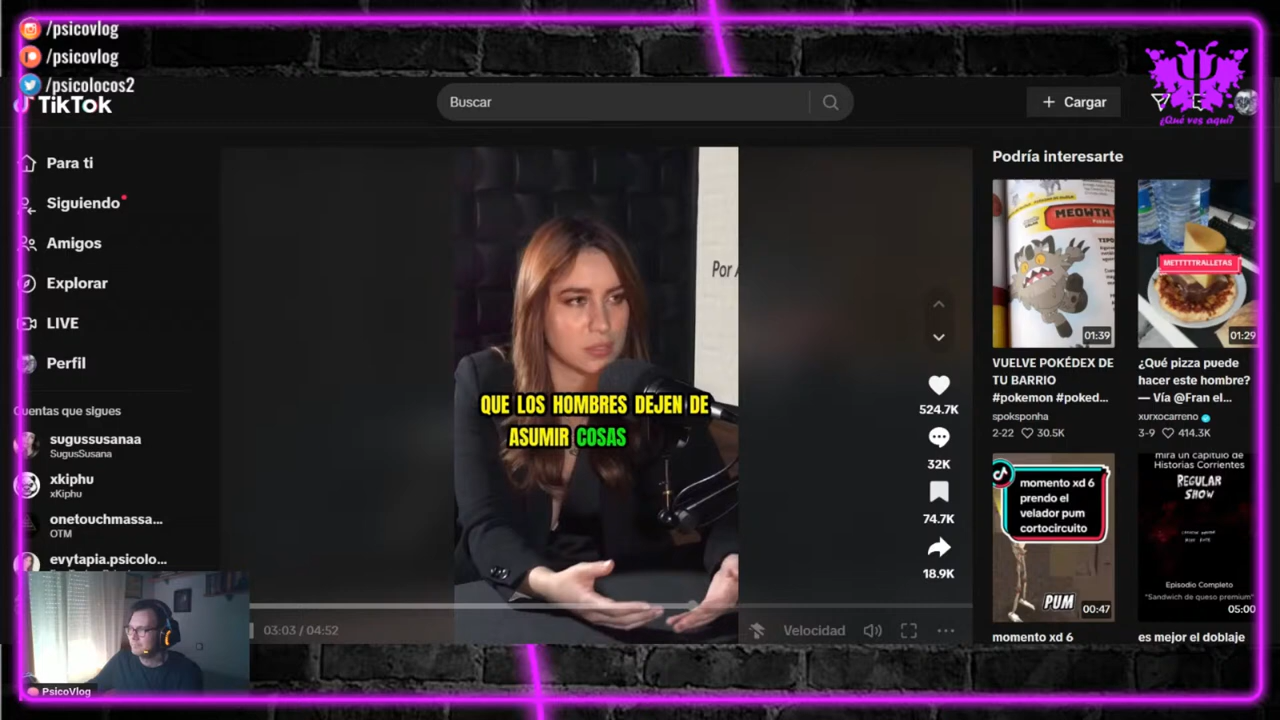 /psicovlog
/psicovlog
/psicolocos2
TikTok
Buscar
+ Cargar
¿Qué ves aquí?
Para ti
Siguiendo
Amigos
Explorar
LIVE
Perfil
Cuentas que sigues
sugussusanaa
SugusSusana
xkiphu
xKiphu
onetouchmassa...
OTM
evytapia.psicolo...
PsicoVlog
Por
QUE LOS HOMBRES DEJEN DE
ASUMIR COSAS
524.7K
32K
74.7K
18.9K
03:03 / 04:52
Velocidad
Podría interesarte
MEOWTH
01:39
VUELVE POKÉDEX DE
TU BARRIO
#pokemon #poked...
spoksponha
2-22 30.5K
METTTTTRALLETAS
01:29
¿Qué pizza puede
hacer este hombre?
— Vía @Fran el...
xurxocarreno
3-9 414.3K
momento xd 6
prendo el
velador pum
cortocircuito
PUM
00:47
momento xd 6
mira un capitulo de
Historias Corrientes
REGULAR
SHOW
Episodio Completo
"Sandwich de queso premium"
05:00
es mejor el doblaje